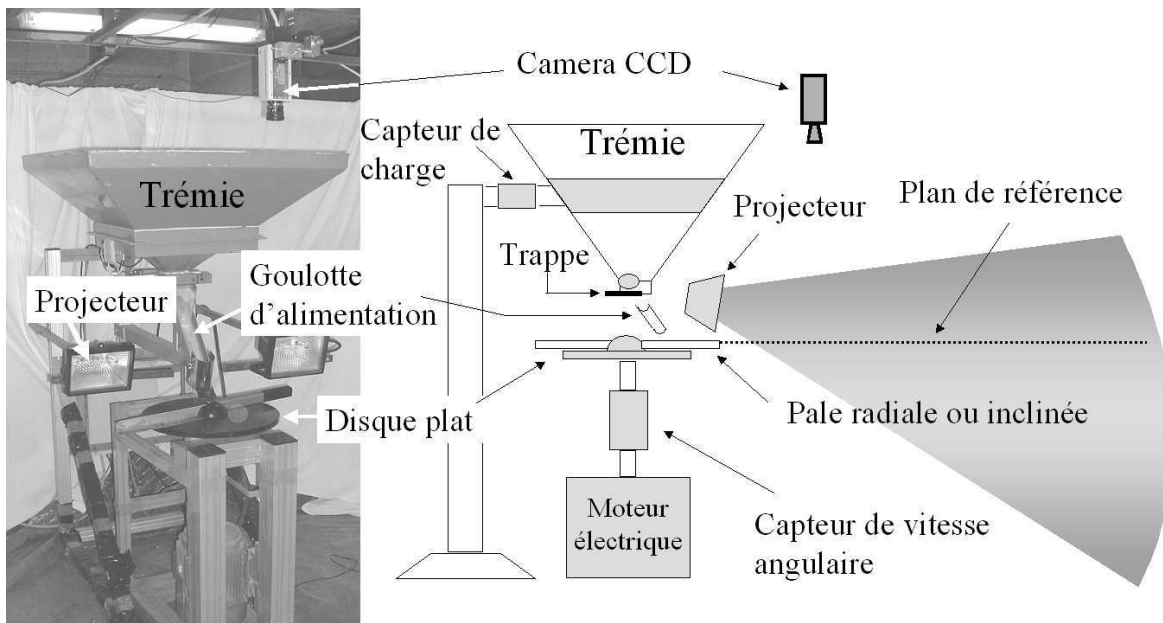 Trémie
Projecteur
Goulotte
d'alimentation
Disque plat
Camera CCD
Capteur de
charge
Trémie
Projecteur
Plan de référence
Trappe
Pale radiale ou inclinée
Moteur
électrique
Capteur de vitesse
angulaire